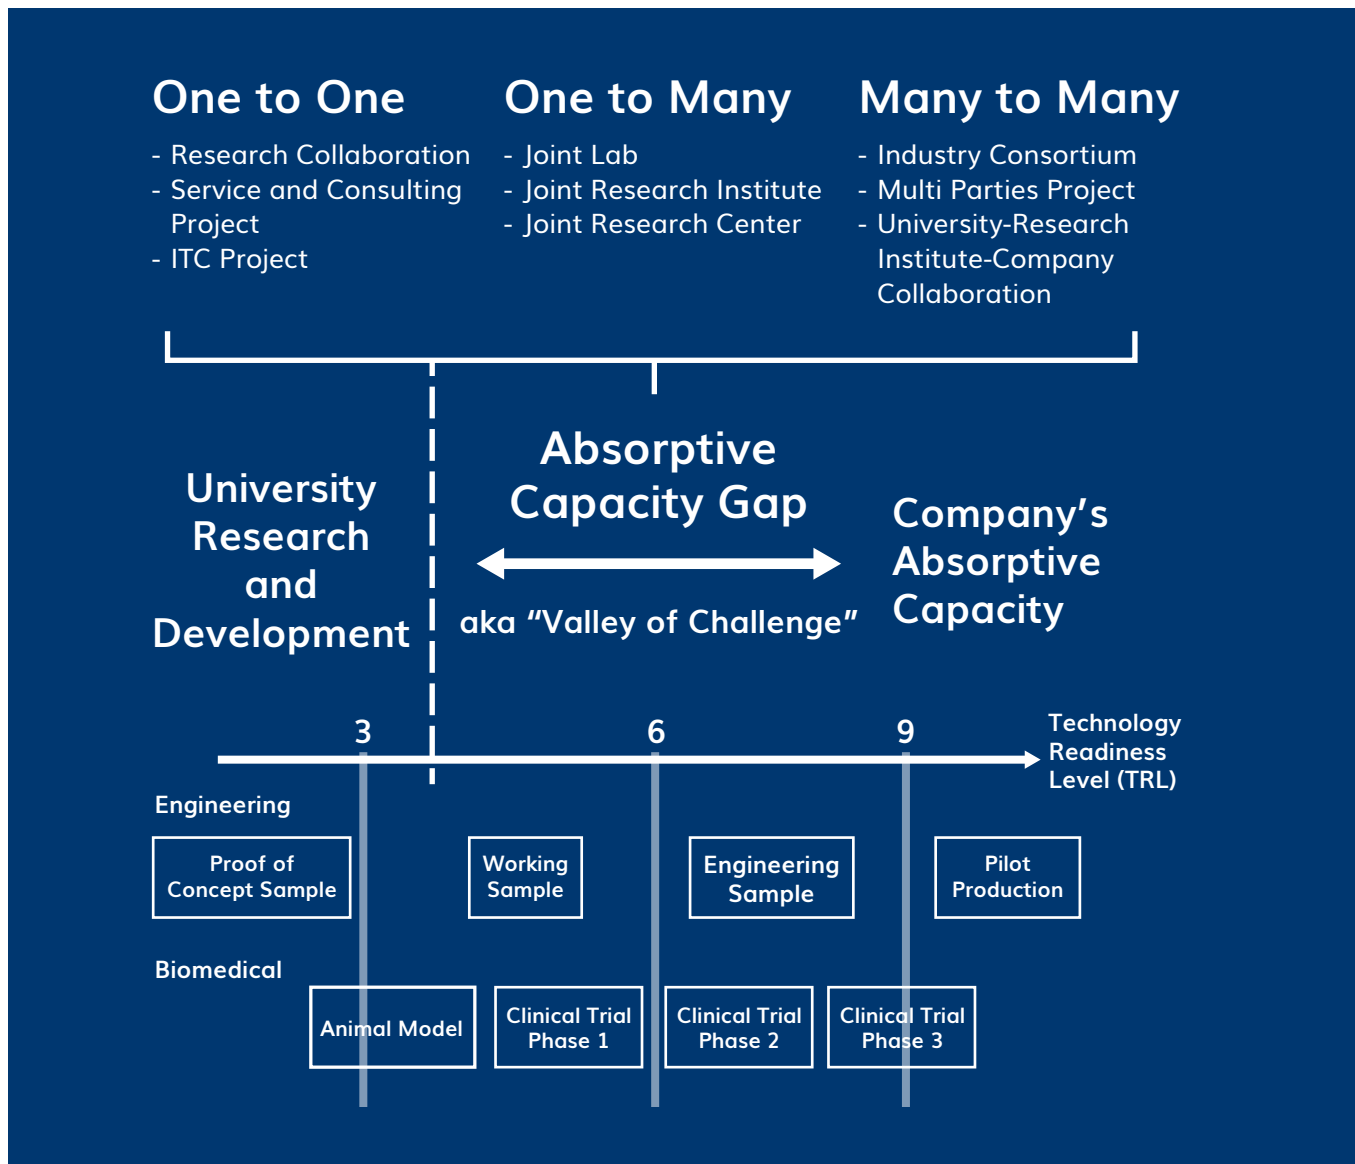 One to One
- Research Collaboration
- Service and Consulting
Project
- ITC Project
One to Many
- Joint Lab
- Joint Research Institute
- Joint Research Center
Many to Many
- Industry Consortium
- Multi Parties Project
- University-Research
Institute-Company
Collaboration
University
Research
and
Development
Absorptive
Capacity Gap
aka “Valley of Challenge”
Company’s
Absorptive
Capacity
3
6
9
Technology
Readiness
Level (TRL)
Engineering
Proof of
Concept Sample
Working
Sample
Engineering
Sample
Pilot
Production
Biomedical
Animal Model
Clinical Trial
Phase 1
Clinical Trial
Phase 2
Clinical Trial
Phase 3